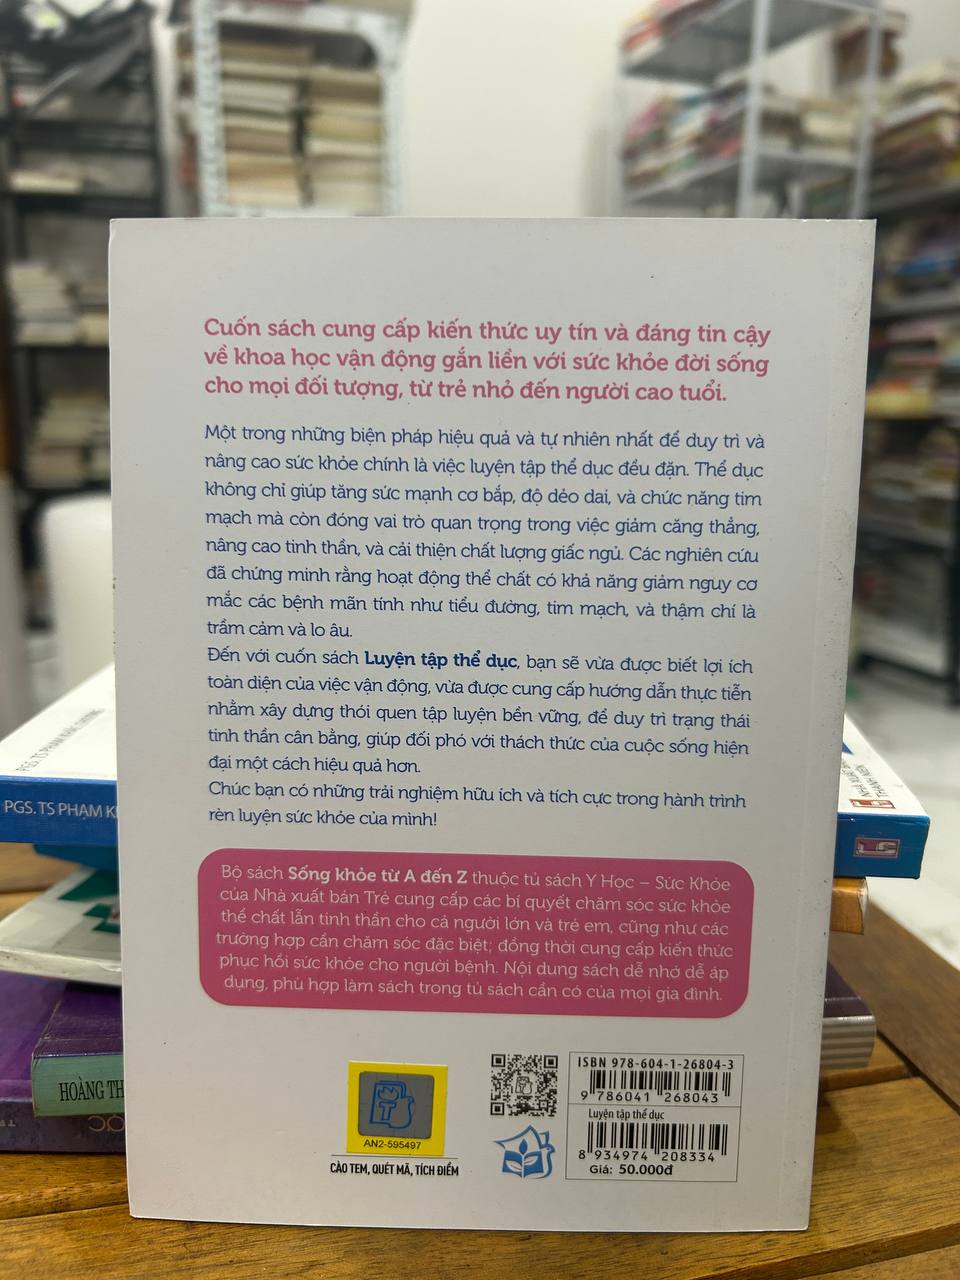 Cuốn sách cung cấp kiến thức uy tín và đáng tin cậy
về khoa học vận động gắn liền với sức khỏe đời sống
cho mọi đối tượng, từ trẻ nhỏ đến người cao tuổi.
Một trong những biện pháp hiệu quả và tự nhiên nhất để duy trì và
nâng cao sức khỏe chính là việc luyện tập thể dục đều đặn. Thể dục
không chỉ giúp tăng sức mạnh cơ bắp, độ dẻo dai, và chức năng tim
mạch mà còn đóng vai trò quan trọng trong việc giảm căng thẳng,
nâng cao tinh thần, và cải thiện chất lượng giấc ngủ. Các nghiên cứu
đã chứng minh rằng hoạt động thể chất có khả năng giảm nguy cơ
mắc các bệnh mãn tính như tiểu đường, tim mạch, và thậm chí là
trầm cảm và lo âu.
Đến với cuốn sách Luyện tập thể dục, bạn sẽ vừa được biết lợi ích
toàn diện của việc vận động, vừa được cung cấp hướng dẫn thực tiễn
nhằm xây dựng thói quen tập luyện bền vững, để duy trì trạng thái
tinh thần cân bằng, giúp đối phó với thách thức của cuộc sống hiện
đại một cách hiệu quả hơn.
Chúc bạn có những trải nghiệm hữu ích và tích cực trong hành trình
rèn luyện sức khỏe của mình!
Bộ sách Sống khỏe từ A đến Z thuộc tủ sách Y Học – Sức Khỏe
của Nhà xuất bản Trẻ cung cấp các bí quyết chăm sóc sức khỏe
thể chất lẫn tinh thần cho cả người lớn và trẻ em, cũng như các
trường hợp cần chăm sóc đặc biệt; đồng thời cung cấp kiến thức
phục hồi sức khỏe cho người bệnh. Nội dung sách dễ nhớ dễ áp
dụng, phù hợp làm sách trong tủ sách cần có của mọi gia đình.
T
AN2-595497
CÀO TEM, QUÉT MÃ, TÍCH ĐIỂM
ISBN 978-604-1-26804-3
9 786041 268043
Luyện tập thể dục
8 934974 208334
Giá: 50.000đ
PGS.TS PHẠM KHẮC CHƯƠNG
PGS.TS PHẠM K
HOÀNG TH
NHÀ XUẤT BẢN
THANH NIÊN
LS